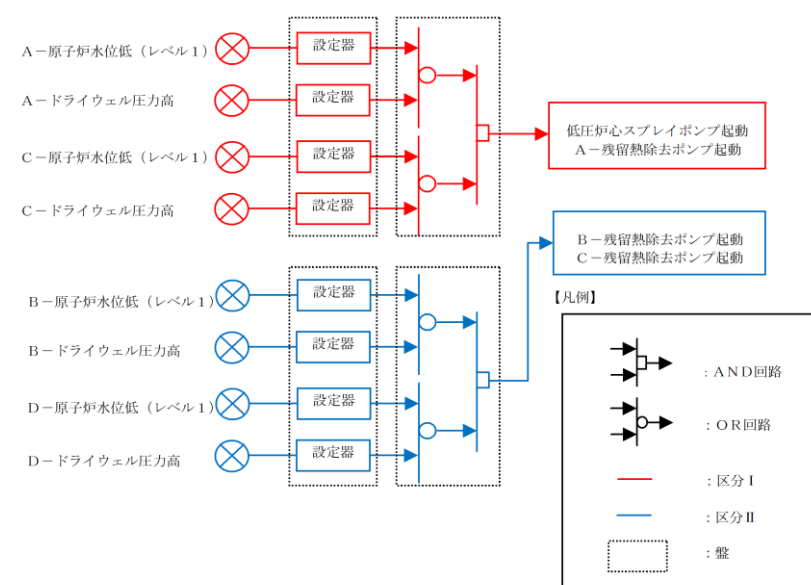 A－原子炉水位低（レベル１）
設定器
A－ドライウェル圧力高
設定器
C－原子炉水位低（レベル１）
設定器
C－ドライウェル圧力高
設定器
低圧炉心スプレイポンプ起動
A－残留熱除去ポンプ起動
B－残留熱除去ポンプ起動
C－残留熱除去ポンプ起動
B－原子炉水位低（レベル１）
設定器
B－ドライウェル圧力高
設定器
D－原子炉水位低（レベル１）
設定器
D－ドライウェル圧力高
設定器
【凡例】
：AND回路
：OR回路
：区分Ⅰ
：区分Ⅱ
：盤